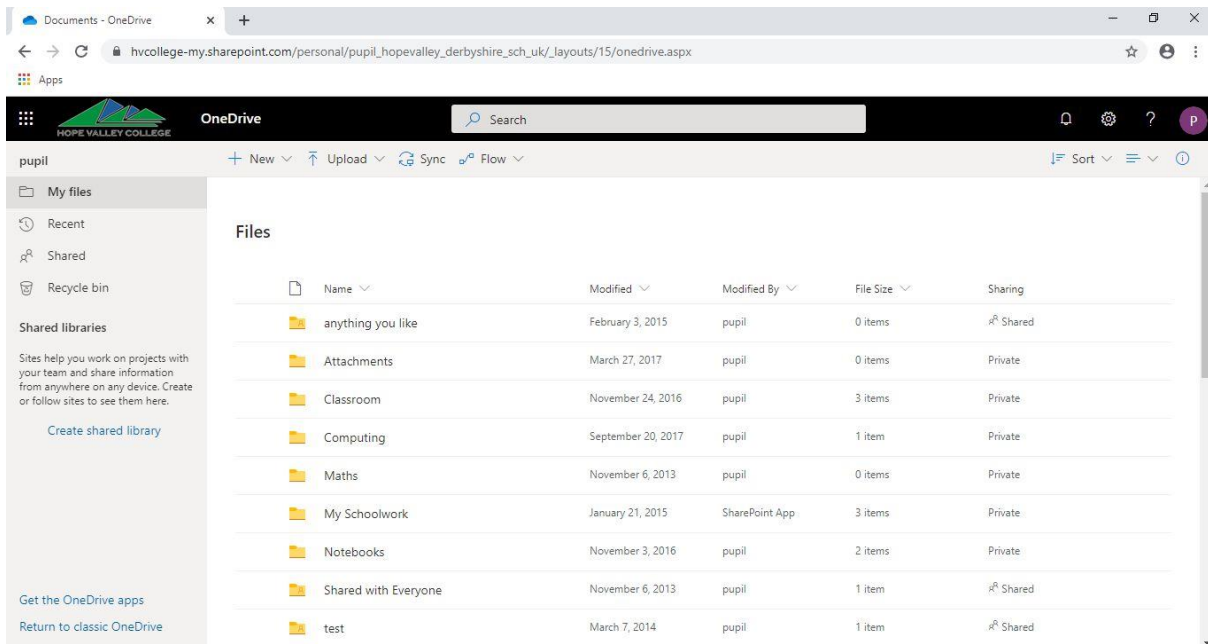 Documents - OneDrive
hvcollege-my.sharepoint.com/personal/pupil_hopevalley_derbyshire_sch_uk/_layouts/15/onedrive.aspx
Apps
HOPE VALLEY COLLEGE
OneDrive
Search
? P
pupil
New Upload Sync Flow Sort
My files
Recent
Shared
Recycle bin
Shared libraries
Sites help you work on projects with
your team and share information
from anywhere on any device. Create
or follow sites to see them here.
Create shared library
Get the OneDrive apps
Return to classic OneDrive
Files
Name Modified Modified By File Size Sharing
anything you like February 3, 2015 pupil 0 items Shared
Attachments March 27, 2017 pupil 0 items Private
Classroom November 24, 2016 pupil 3 items Private
Computing September 20, 2017 pupil 1 item Private
Maths November 6, 2013 pupil 0 items Private
My Schoolwork January 21, 2015 SharePoint App 3 items Private
Notebooks November 3, 2016 pupil 2 items Private
Shared with Everyone November 6, 2013 pupil 1 item Shared
test March 7, 2014 pupil 1 item Shared